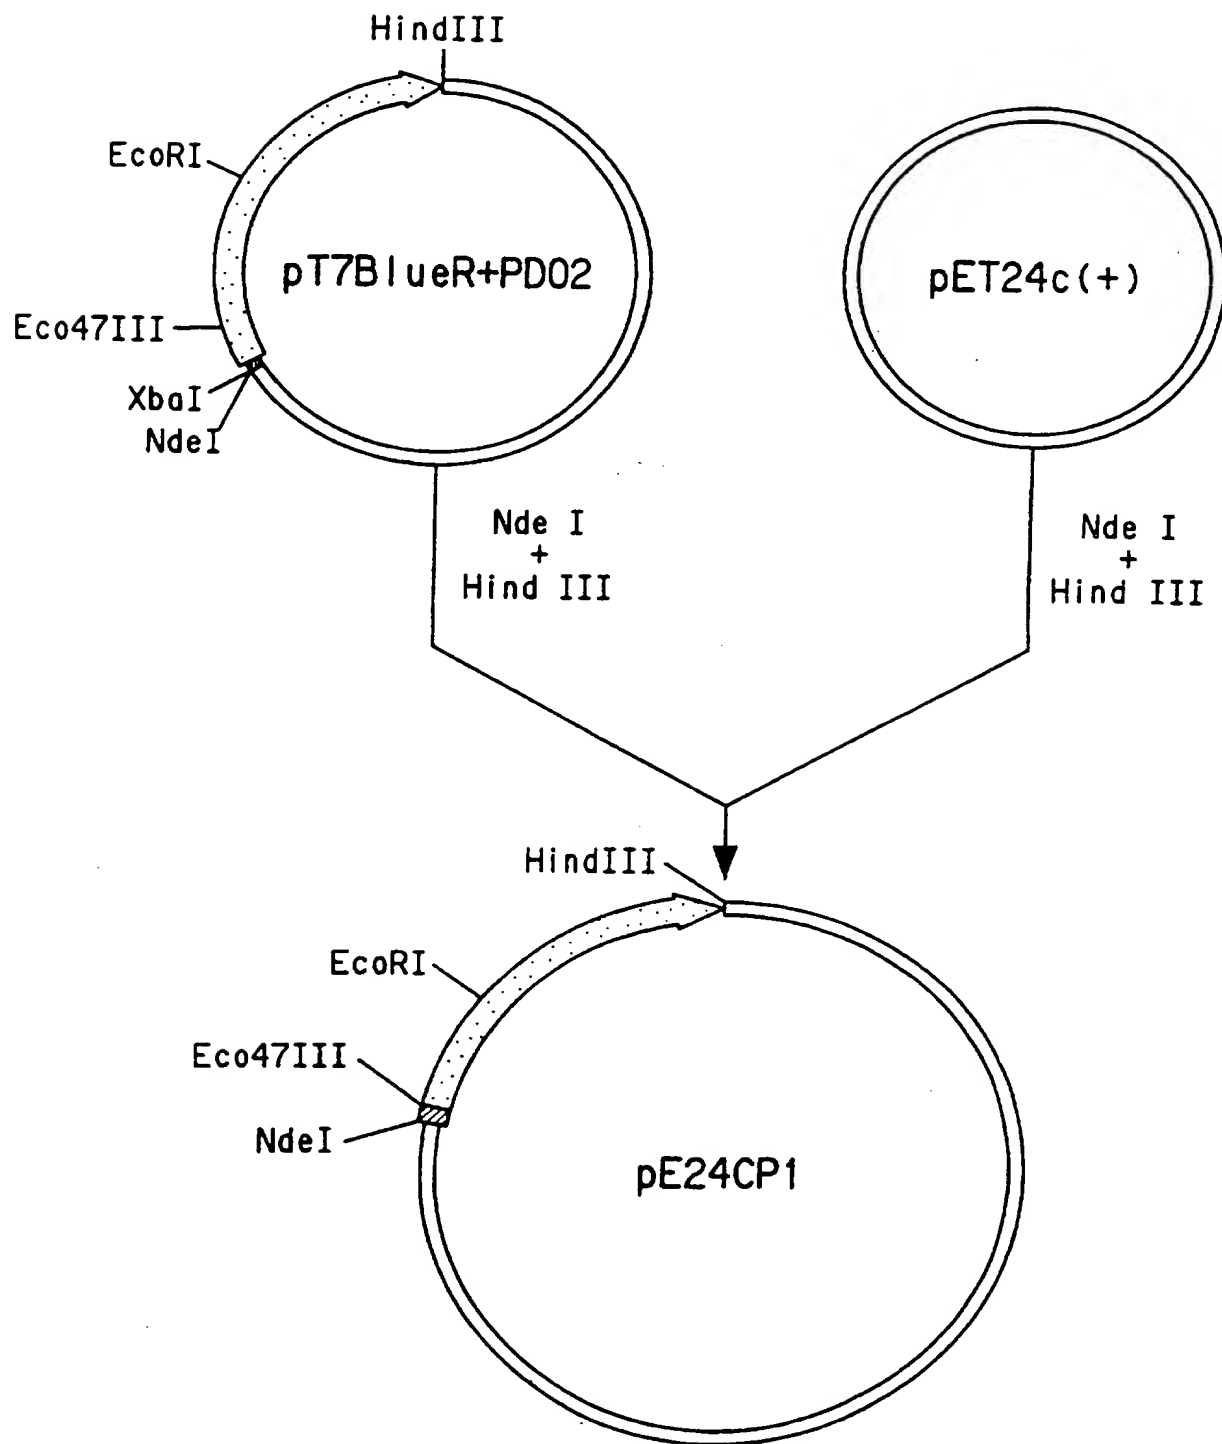 HindIII
EcoRI
pT7BlueR+PD02
pET24c(+)
Eco47III
XbaI
NdeI
Nde I
+
Hind III
Nde I
+
Hind III
HindIII
EcoRI
Eco47III
NdeI
pE24CP1